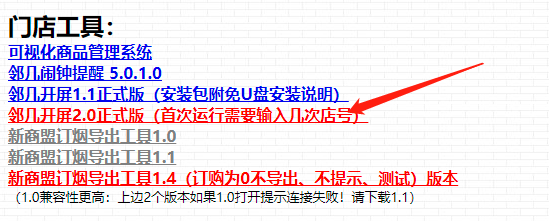 门店工具：
可视化商品管理系统
邻几闹钟提醒 5.0.1.0
邻几开屏1.1正式版（安装包附免U盘安装说明）
邻几开屏2.0正式版（首次运行需要输入几次店号）
新商盟订烟导出工具1.0
新商盟订烟导出工具1.1
新商盟订烟导出工具1.4（订购为0不导出、不提示、测试）版本
（1.0兼容性更高：上边2个版本如果1.0打开提示连接失败！请下载1.1）